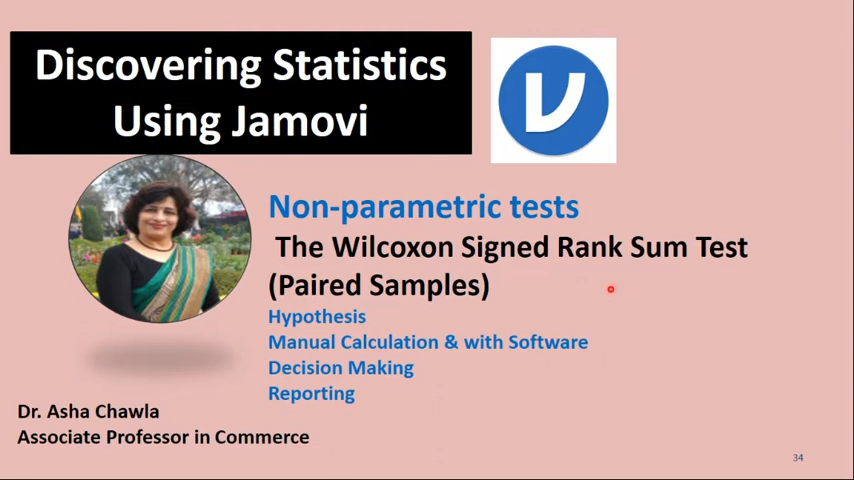 Discovering Statistics
Using Jamovi
Non-parametric tests
The Wilcoxon Signed Rank Sum Test
(Paired Samples)
Hypothesis
Manual Calculation & with Software
Decision Making
Reporting
Dr. Asha Chawla
Associate Professor in Commerce
34